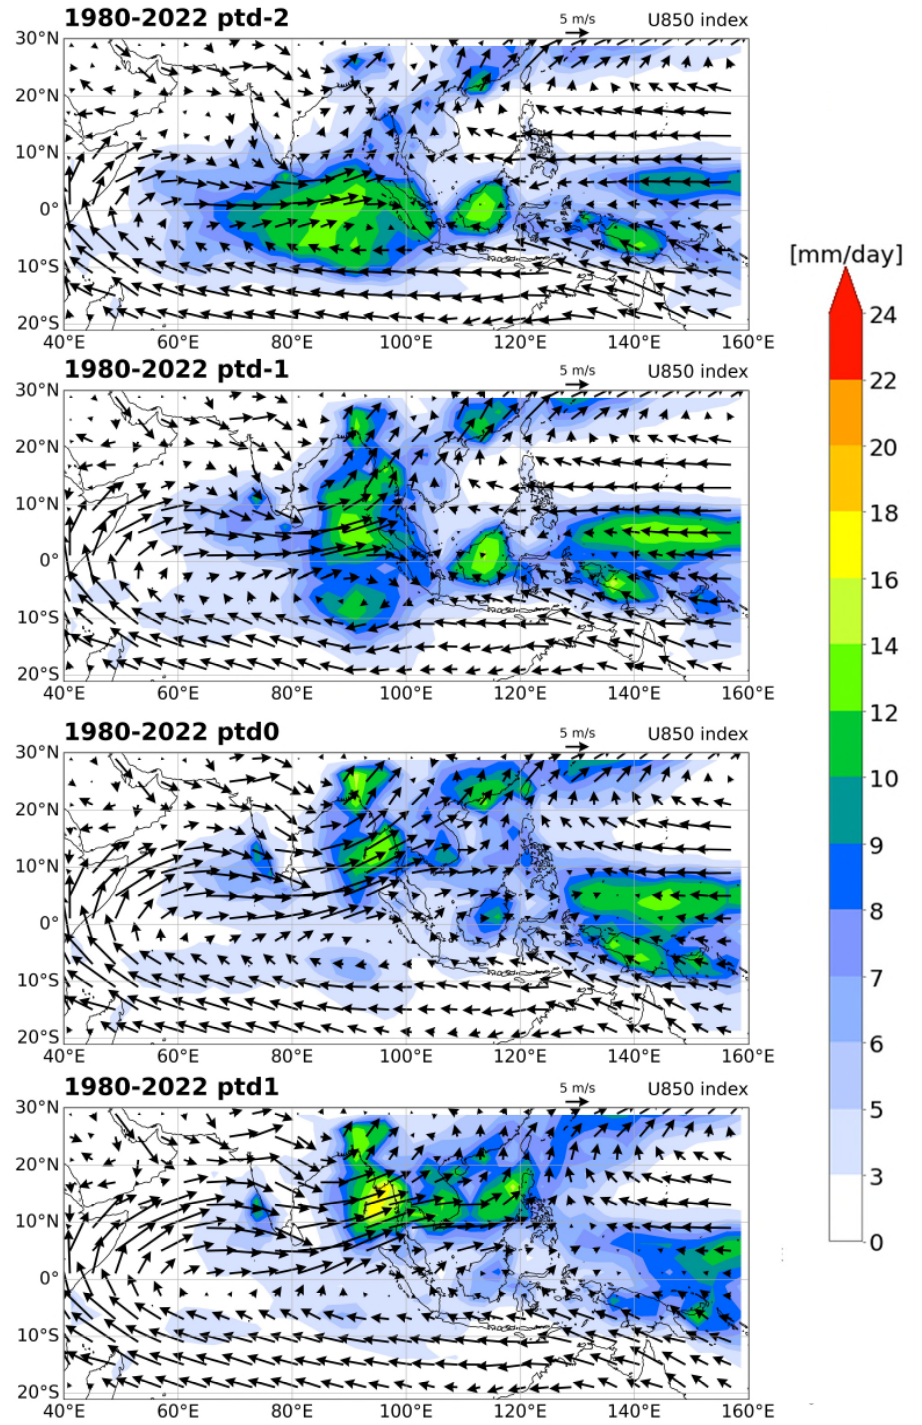 1980-2022 ptd-2 5 m/s U850 index
30°N
20°N
10°N
0°
10°S
20°S
40°E 60°E 80°E 100°E 120°E 140°E 160°E
1980-2022 ptd-1 5 m/s U850 index
30°N
20°N
10°N
0°
10°S
20°S
40°E 60°E 80°E 100°E 120°E 140°E 160°E
1980-2022 ptd0 5 m/s U850 index
30°N
20°N
10°N
0°
10°S
20°S
40°E 60°E 80°E 100°E 120°E 140°E 160°E
1980-2022 ptd1 5 m/s U850 index
30°N
20°N
10°N
0°
10°S
20°S
40°E 60°E 80°E 100°E 120°E 140°E 160°E
[mm/day]
24
22
20
18
16
14
12
10
9
8
7
6
5
3
0